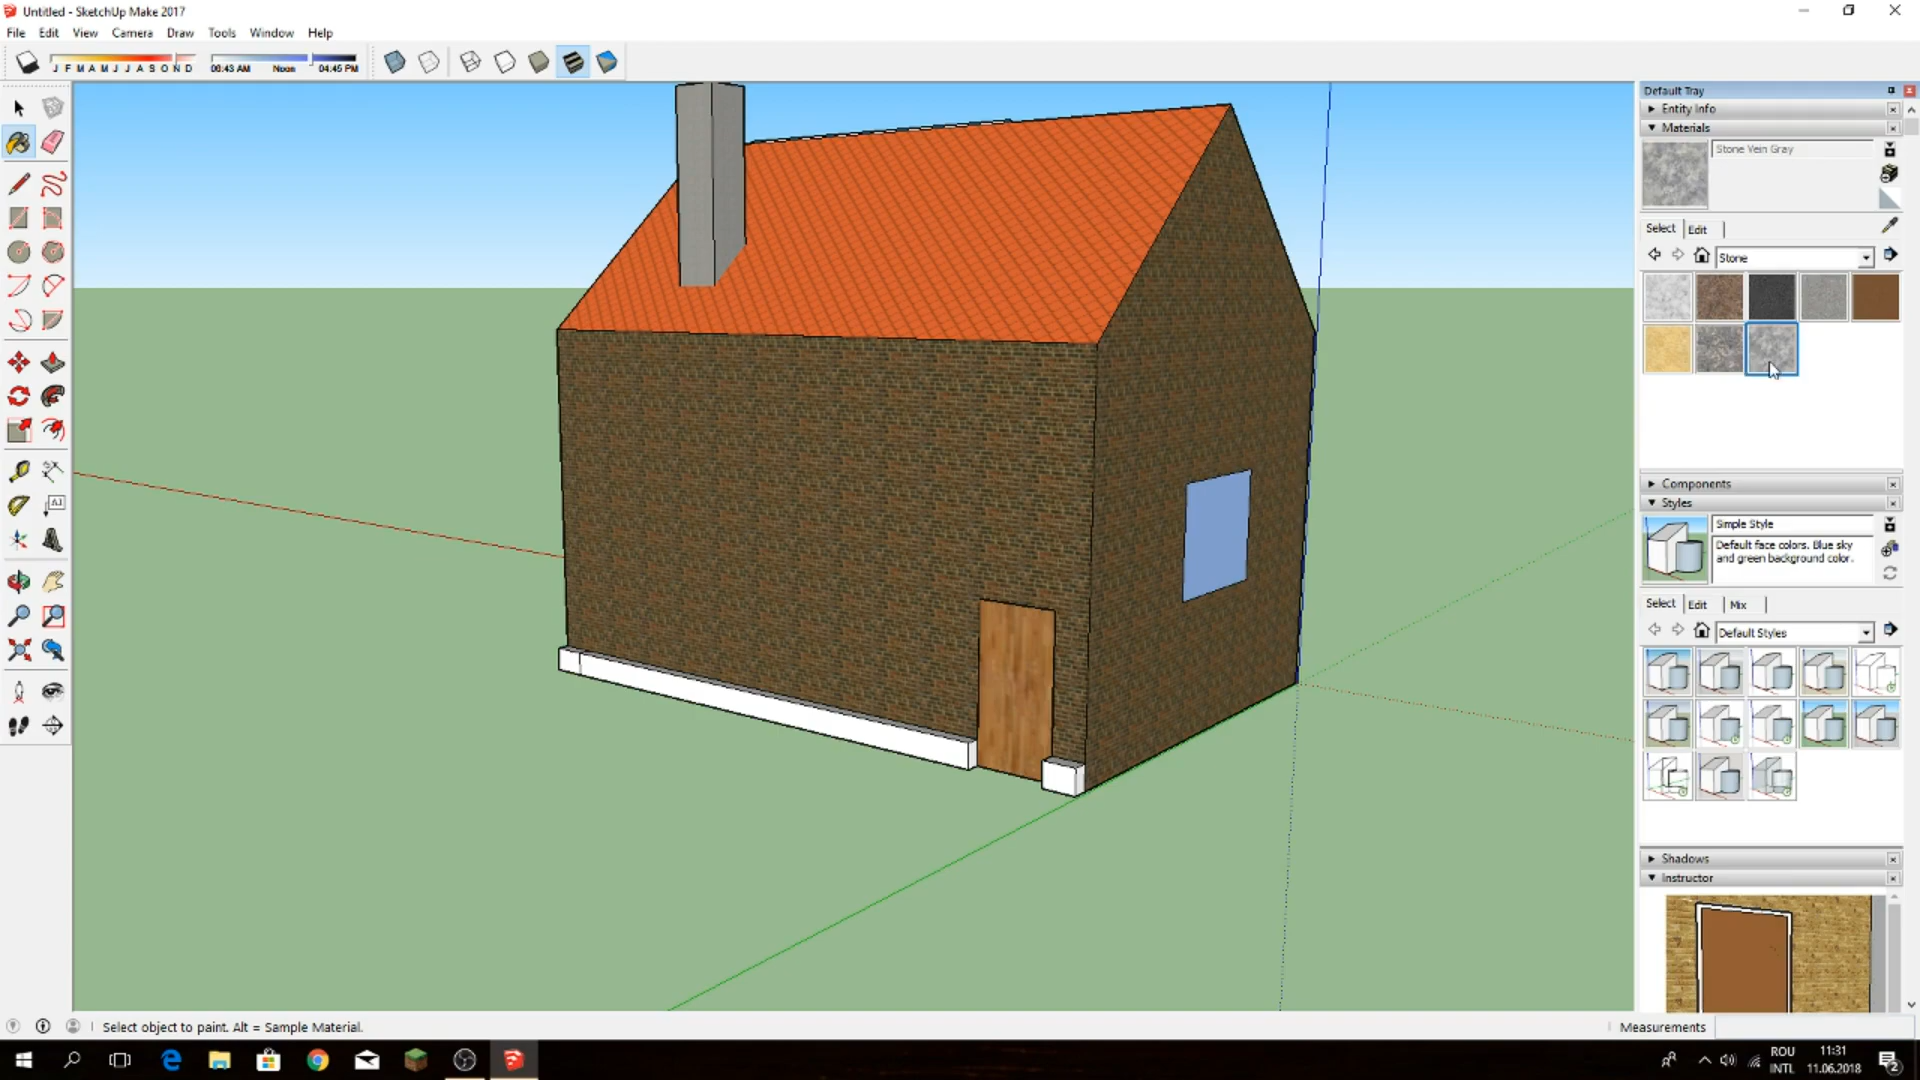 Untitled - SketchUp Make 2017
File Edit View Camera Draw Tools Window Help
J F M A M J J A S O N D 06:43 AM Noon 04:45 PM
Default Tray
Entity Info
Materials
Stone Vein Gray
Select Edit
Stone
Components
Styles
Simple Style
Default face colors. Blue sky
and green background color.
Select Edit Mix
Default Styles
Shadows
Instructor
Select object to paint. Alt = Sample Material.
Measurements
ROU 11:31
INTL 11.06.2018
2